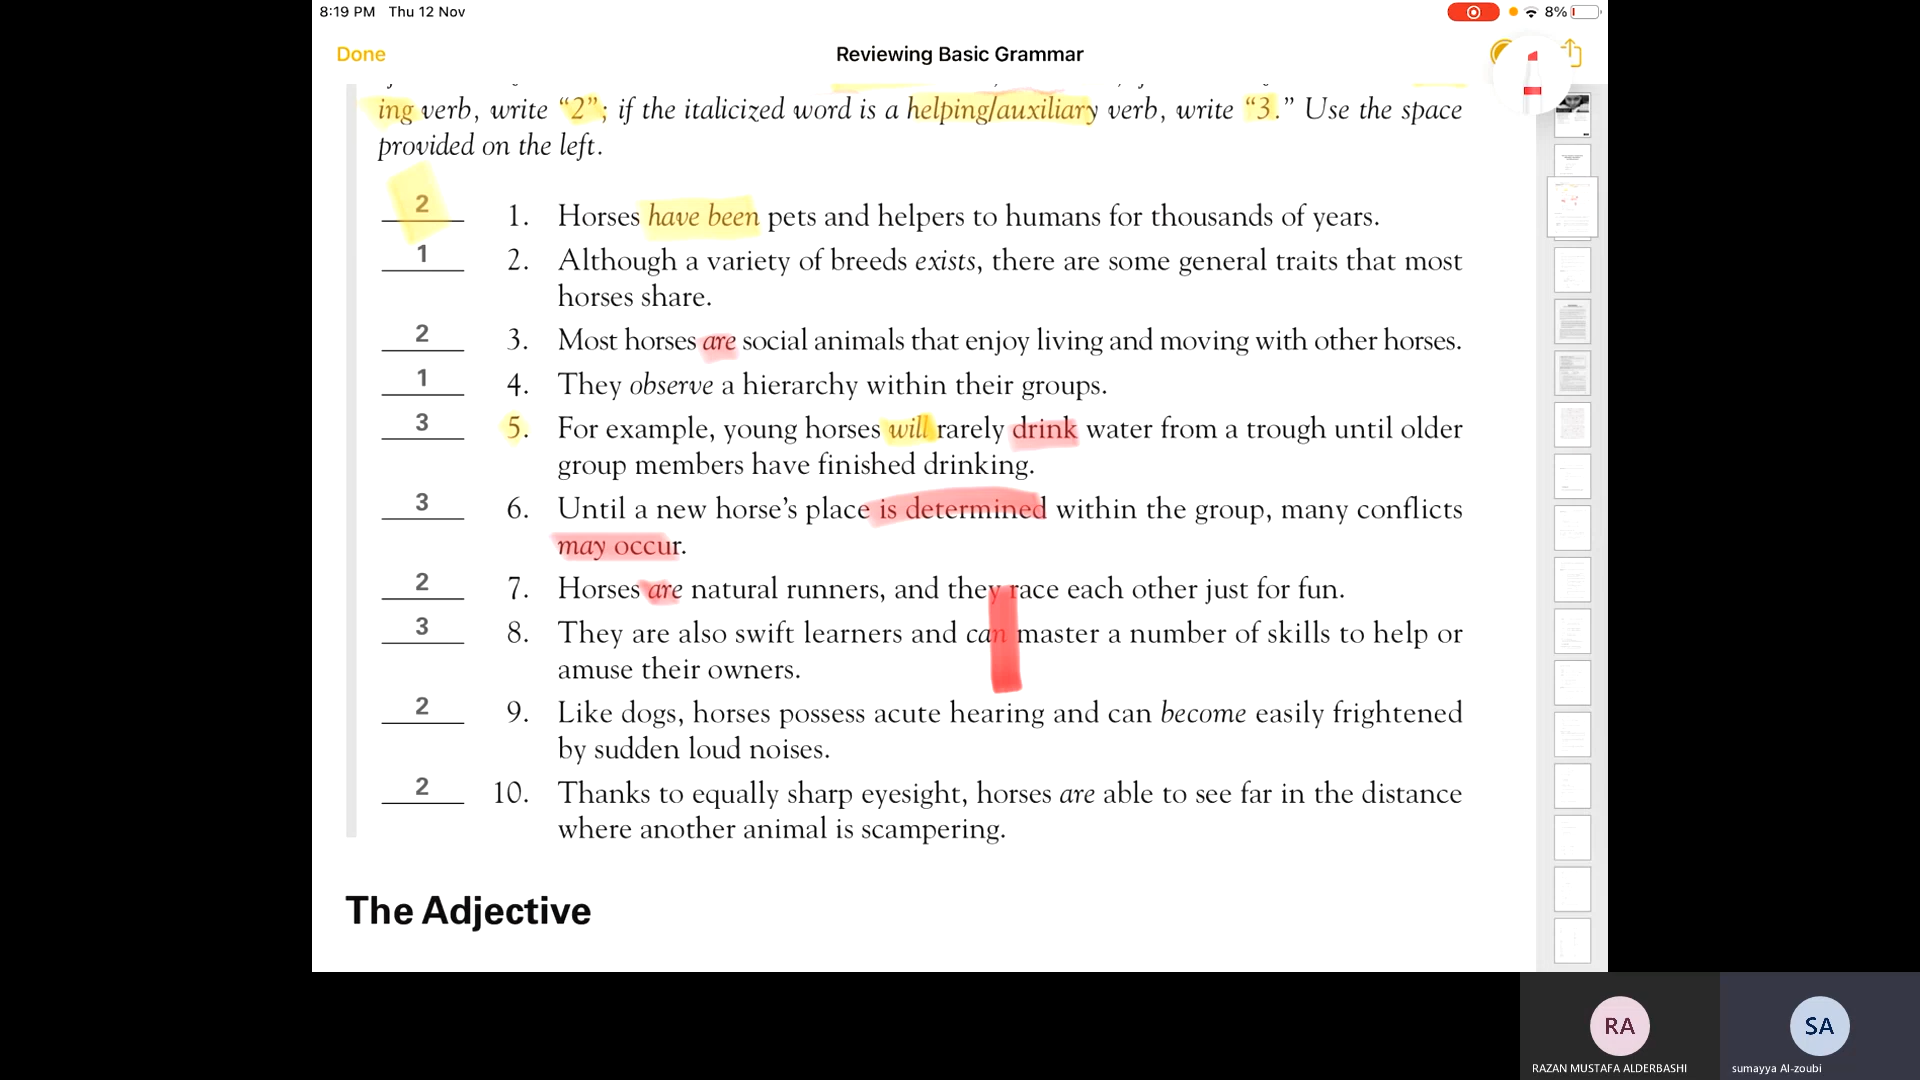 8:19 PM Thu 12 Nov
8%
Done
Reviewing Basic Grammar
ing verb, write “2”; if the italicized word is a helping/auxiliary verb, write “3.” Use the space
provided on the left.
2 1. Horses have been pets and helpers to humans for thousands of years.
1 2. Although a variety of breeds exists, there are some general traits that most
horses share.
2 3. Most horses are social animals that enjoy living and moving with other horses.
1 4. They observe a hierarchy within their groups.
3 5. For example, young horses will rarely drink water from a trough until older
group members have finished drinking.
3 6. Until a new horse’s place is determined within the group, many conflicts
may occur.
2 7. Horses are natural runners, and they race each other just for fun.
3 8. They are also swift learners and can master a number of skills to help or
amuse their owners.
2 9. Like dogs, horses possess acute hearing and can become easily frightened
by sudden loud noises.
2 10. Thanks to equally sharp eyesight, horses are able to see far in the distance
where another animal is scampering.
The Adjective
RA
SA
RAZAN MUSTAFA ALDERBASHI
sumayya Al-zoubi